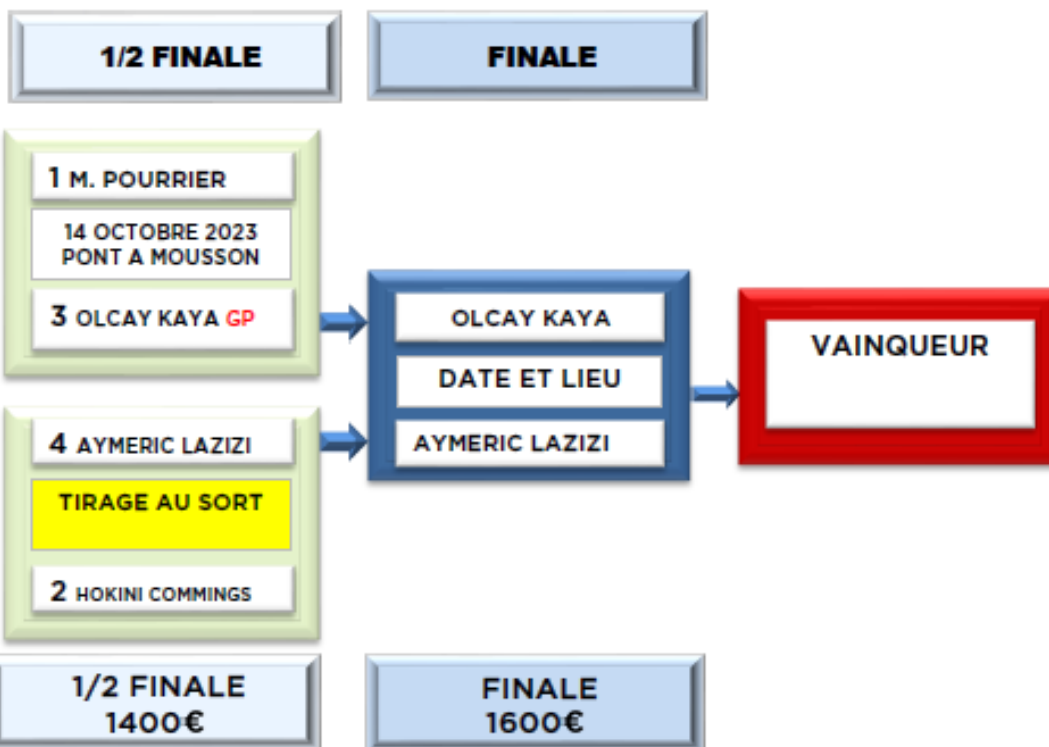 1/2 FINALE
FINALE
1 M. POURRIER
14 OCTOBRE 2023
PONT A MOUSSON
3 OLCAY KAYA GP
4 AYMERIC LAZIZI
TIRAGE AU SORT
2 HOKINI COMMINGS
OLCAY KAYA
DATE ET LIEU
AYMERIC LAZIZI
VAINQUEUR
1/2 FINALE
1400€
FINALE
1600€